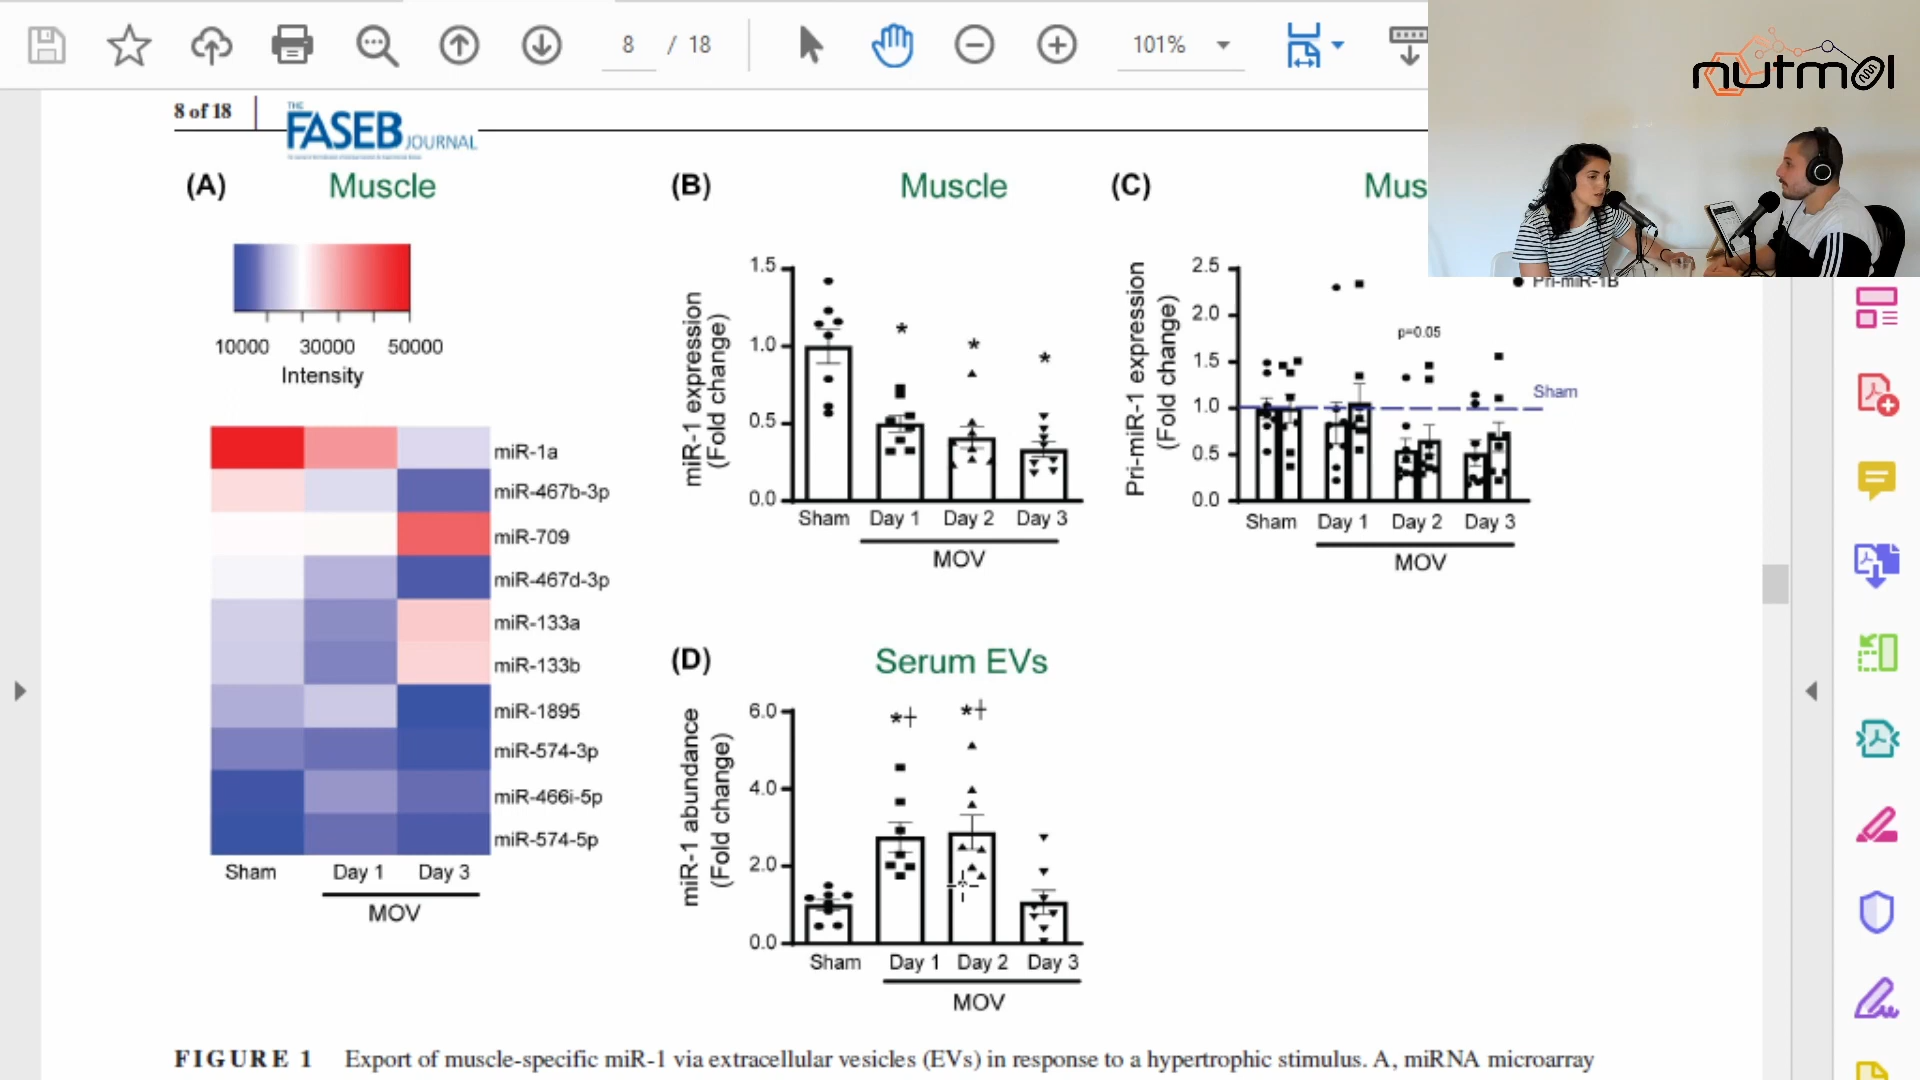 8 / 18
101%
nutmol
8 of 18
THE
FASEB JOURNAL
(A) Muscle
10000 30000 50000
Intensity
miR-1a
miR-467b-3p
miR-709
miR-467d-3p
miR-133a
miR-133b
miR-1895
miR-574-3p
miR-466i-5p
miR-574-5p
Sham Day 1 Day 3
MOV
(B) Muscle
miR-1 expression
(Fold change)
1.5
1.0
0.5
0.0
* * *
Sham Day 1 Day 2 Day 3
MOV
(C) Mus
Pri-miR-1B
Pri-miR-1 expression
(Fold change)
2.5
2.0
1.5
1.0
0.5
0.0
p=0.05
Sham
Sham Day 1 Day 2 Day 3
MOV
(D) Serum EVs
miR-1 abundance
(Fold change)
6.0
4.0
2.0
0.0
*† *†
Sham Day 1 Day 2 Day 3
MOV
FIGURE 1 Export of muscle-specific miR-1 via extracellular vesicles (EVs) in response to a hypertrophic stimulus. A, miRNA microarray